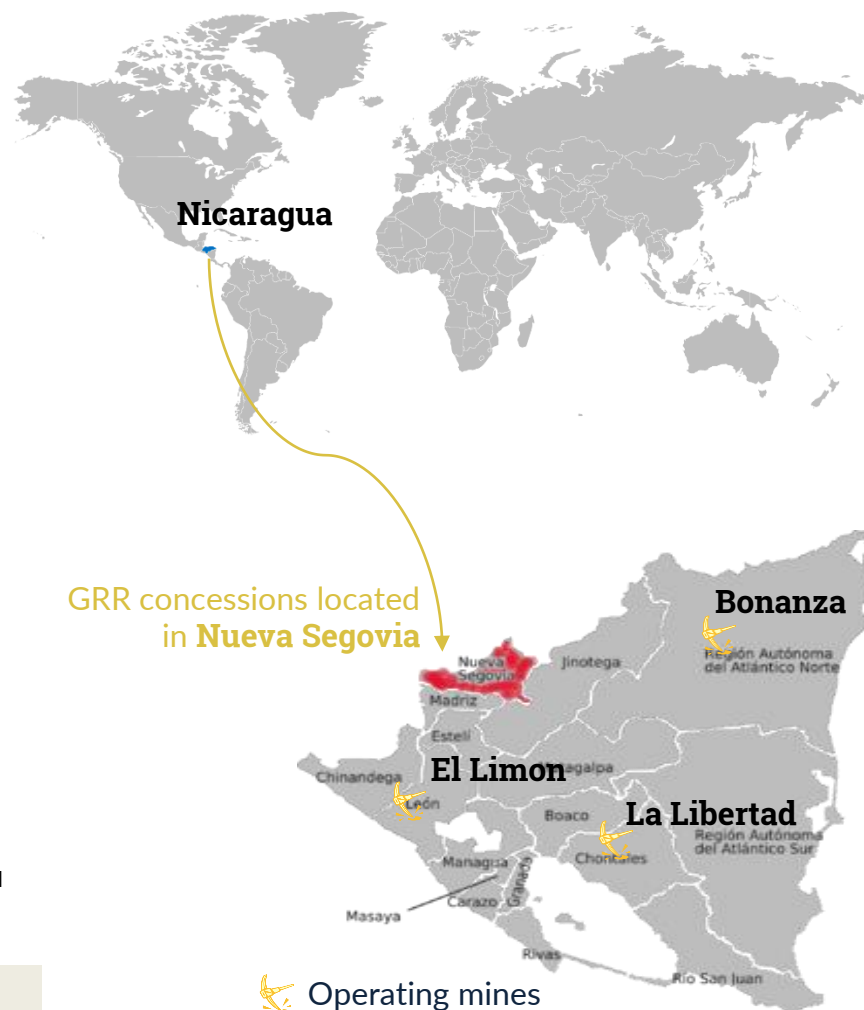 Nicaragua
GRR concessions located
in Nueva Segovia
Bonanza
Región Autónoma
del Atlántico Norte
Nueva
Segovia
Jinotega
Madriz
Estelí
Chinandega
El Limon
León
La Libertad
Boaco
Región Autónoma
del Atlántico Sur
Chontales
Managua
Granada
Carazo
Masaya
Rivas
Río San Juan
Operating mines